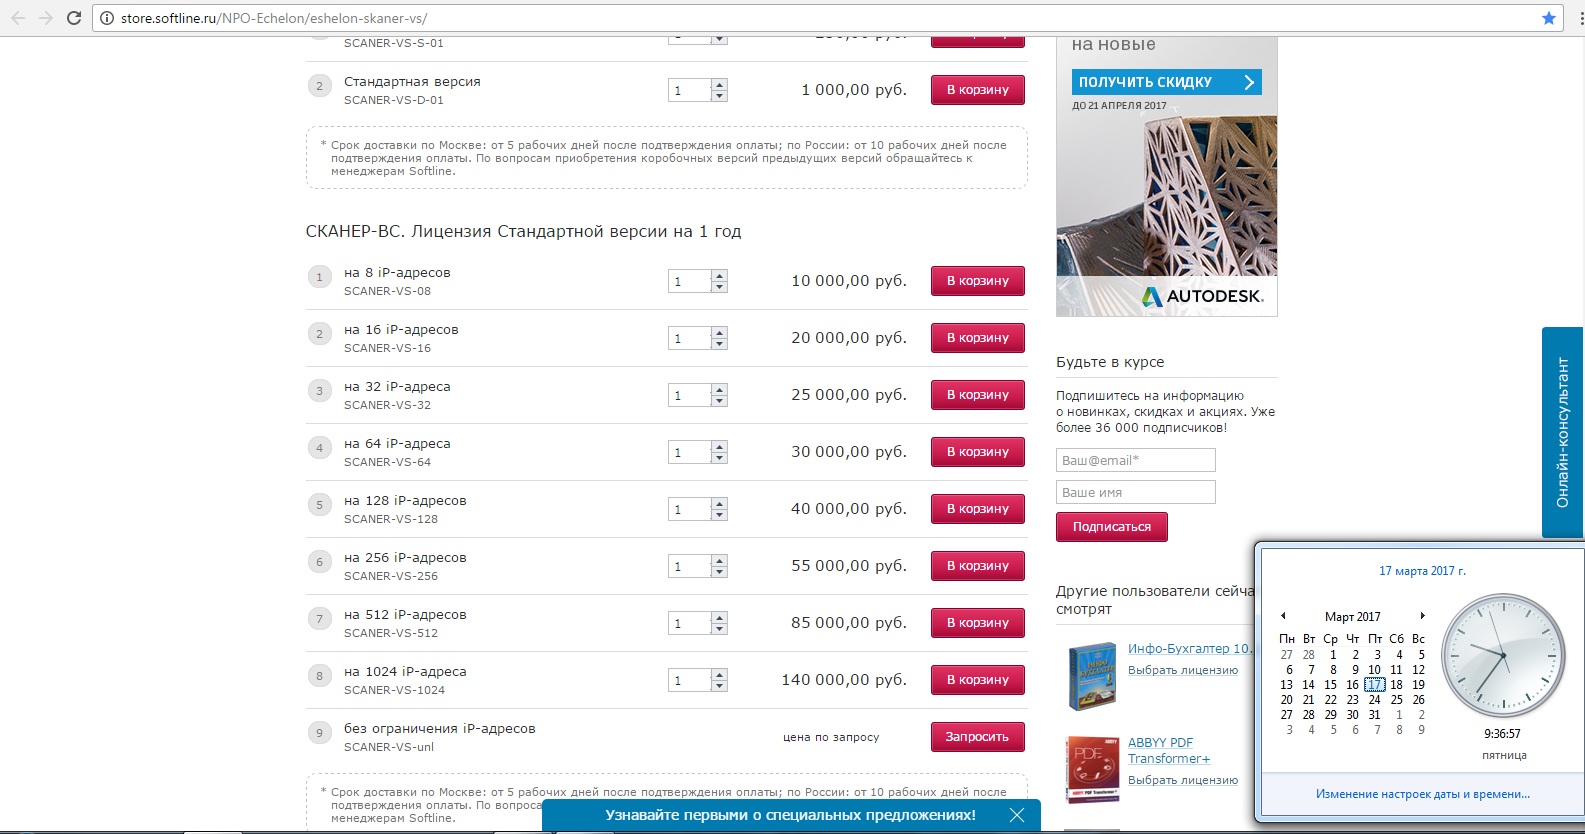 store.softline.ru/NPO-Echelon/eshelon-skaner-vs/
SCANER-VS-S-01
2
Стандартная версия
SCANER-VS-D-01
1
1 000,00 руб.
В корзину
* Срок доставки по Москве: от 5 рабочих дней после подтверждения оплаты; по России: от 10 рабочих дней после
подтверждения оплаты. По вопросам приобретения коробочных версий предыдущих версий обращайтесь к
менеджерам Softline.
СКАНЕР-ВС. Лицензия Стандартной версии на 1 год
1
на 8 iP-адресов
SCANER-VS-08
1
10 000,00 руб.
В корзину
2
на 16 iP-адресов
SCANER-VS-16
1
20 000,00 руб.
В корзину
3
на 32 iP-адреса
SCANER-VS-32
1
25 000,00 руб.
В корзину
4
на 64 iP-адреса
SCANER-VS-64
1
30 000,00 руб.
В корзину
5
на 128 iP-адресов
SCANER-VS-128
1
40 000,00 руб.
В корзину
6
на 256 iP-адресов
SCANER-VS-256
1
55 000,00 руб.
В корзину
7
на 512 iP-адресов
SCANER-VS-512
1
85 000,00 руб.
В корзину
8
на 1024 iP-адреса
SCANER-VS-1024
1
140 000,00 руб.
В корзину
9
без ограничения iP-адресов
SCANER-VS-unl
цена по запросу
Запросить
* Срок доставки по Москве: от 5 рабочих дней после подтверждения оплаты; по России: от 10 рабочих дней после
подтверждения оплаты. По вопроса
менеджерам Softline.
Узнавайте первыми о специальных предложениях!
на новые
ПОЛУЧИТЬ СКИДКУ
ДО 21 АПРЕЛЯ 2017
AUTODESK.
Будьте в курсе
Подпишитесь на информацию
о новинках, скидках и акциях. Уже
более 36 000 подписчиков!
Ваш@email*
Ваше имя
Подписаться
Другие пользователи сейча
смотрят
Инфо-Бухгалтер 10.
Выбрать лицензию
PDF
ABBYY PDF
Transformer+
Выбрать лицензию
Онлайн-консультант
17 марта 2017 г.
Март 2017
Пн Вт Ср Чт Пт Сб Вс
27 28 1 2 3 4 5
6 7 8 9 10 11 12
13 14 15 16 17 18 19
20 21 22 23 24 25 26
27 28 29 30 31 1 2
3 4 5 6 7 8 9
9:36:57
пятница
Изменение настроек даты и времени...